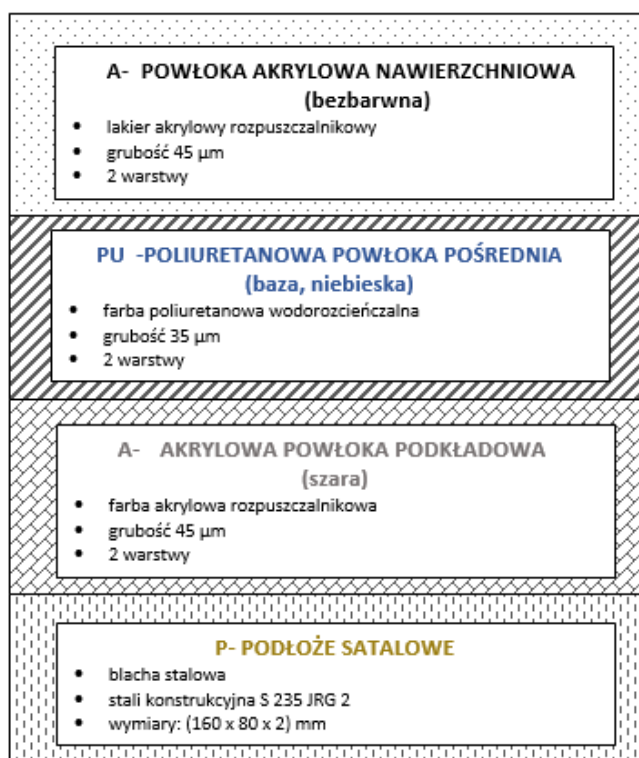 A- POWŁOKA AKRYLOWA NAWIERZCHNIOWA
(bezbarwna)
• lakier akrylowy rozpuszczalnikowy
• grubość 45 µm
• 2 warstwy
PU -POLIURETANOWA POWŁOKA POŚREDNIA
(baza, niebieska)
• farba poliuretanowa wodorozcieńczalna
• grubość 35 µm
• 2 warstwy
A- AKRYLOWA POWŁOKA PODKŁADOWA
(szara)
• farba akrylowa rozpuszczalnikowa
• grubość 45 µm
• 2 warstwy
P- PODŁOŻE SATALOWE
• blacha stalowa
• stali konstrukcyjna S 235 JRG 2
• wymiary: (160 x 80 x 2) mm